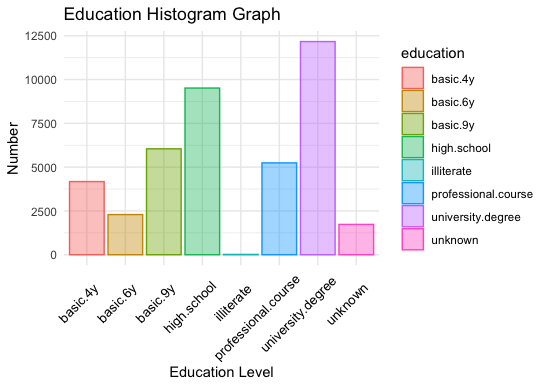 Education Histogram Graph
12500
10000
7500
5000
2500
0
Number
basic.4y
basic.6y
basic.9y
high.school
illiterate
professional.course
university.degree
unknown
Education Level
education
basic.4y
basic.6y
basic.9y
high.school
illiterate
professional.course
university.degree
unknown